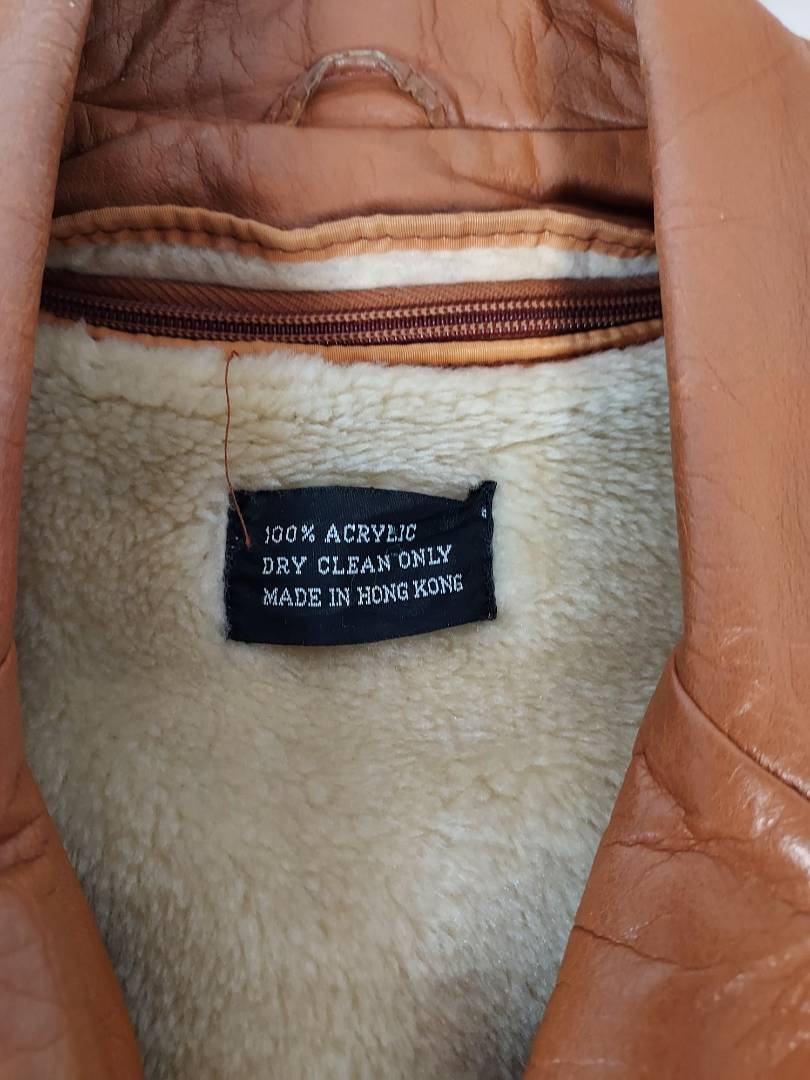 100% ACRYLIC
DRY CLEAN ONLY
MADE IN HONG KONG